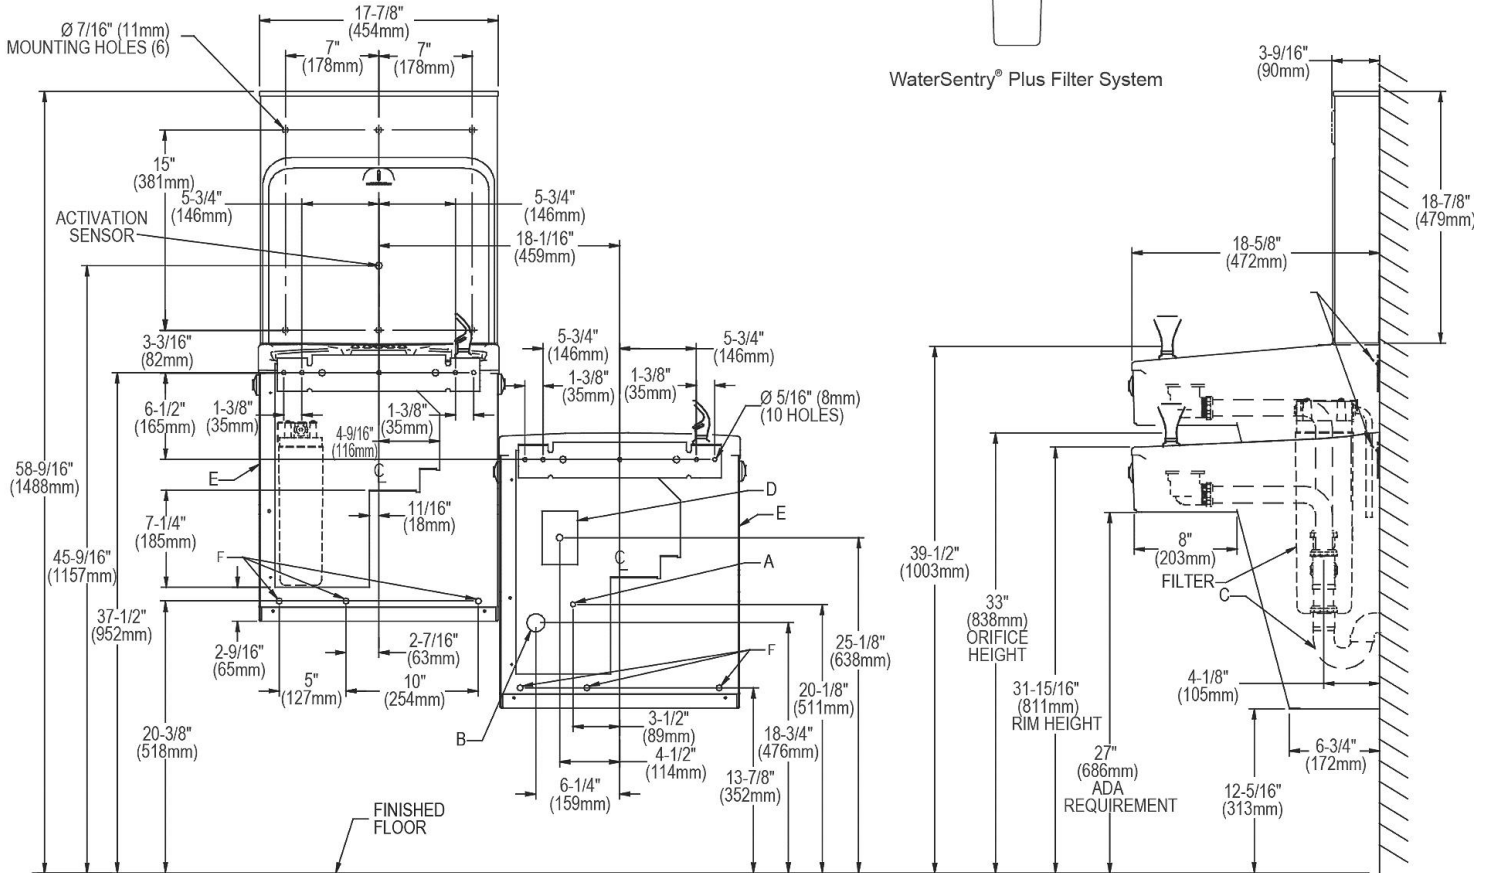 17-7/8"
(454mm)
Ø 7/16" (11mm)
MOUNTING HOLES (6)
7"
(178mm)
7"
(178mm)
WaterSentry® Plus Filter System
3-9/16"
(90mm)
15"
(381mm)
5-3/4"
(146mm)
5-3/4"
(146mm)
ACTIVATION
SENSOR
18-1/16"
(459mm)
18-7/8"
(479mm)
18-5/8"
(472mm)
3-3/16"
(82mm)
5-3/4"
(146mm)
5-3/4"
(146mm)
6-1/2"
(165mm)
1-3/8"
(35mm)
1-3/8"
(35mm)
1-3/8"
(35mm)
1-3/8"
(35mm)
Ø 5/16" (8mm)
(10 HOLES)
4-9/16"
(116mm)
C
E
58-9/16"
(1488mm)
D
E
11/16"
(18mm)
7-1/4"
(185mm)
F
C
A
45-9/16"
(1157mm)
39-1/2"
(1003mm)
8"
(203mm)
FILTER
C
37-1/2"
(952mm)
33"
(838mm)
ORIFICE
HEIGHT
2-9/16"
(65mm)
2-7/16"
(63mm)
F
25-1/8"
(638mm)
5"
(127mm)
10"
(254mm)
4-1/8"
(105mm)
20-1/8"
(511mm)
31-15/16"
(811mm)
RIM HEIGHT
20-3/8"
(518mm)
B
3-1/2"
(89mm)
18-3/4"
(476mm)
4-1/2"
(114mm)
6-3/4"
(172mm)
27"
(686mm)
ADA
REQUIREMENT
6-1/4"
(159mm)
13-7/8"
(352mm)
12-5/16"
(313mm)
FINISHED
FLOOR